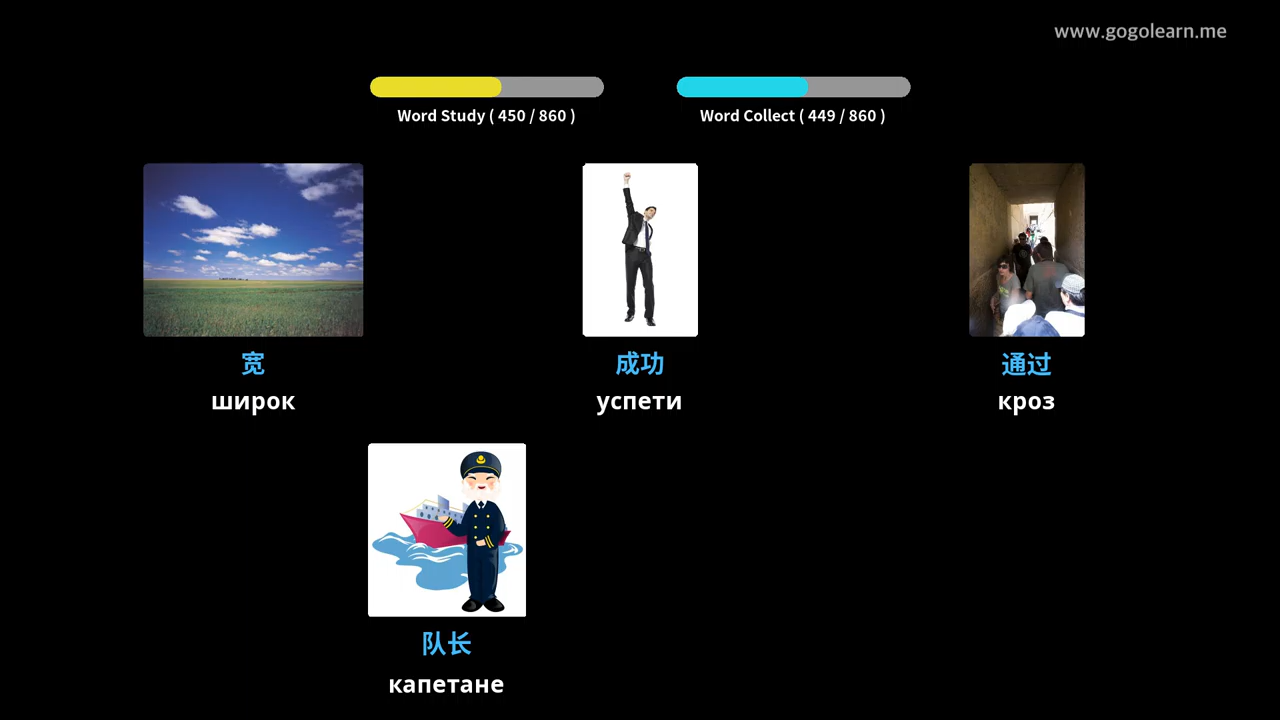 www.gogolearn.me
Word Study ( 450 / 860 )
Word Collect ( 449 / 860 )
宽
широк
成功
успети
通过
кроз
队长
капетане